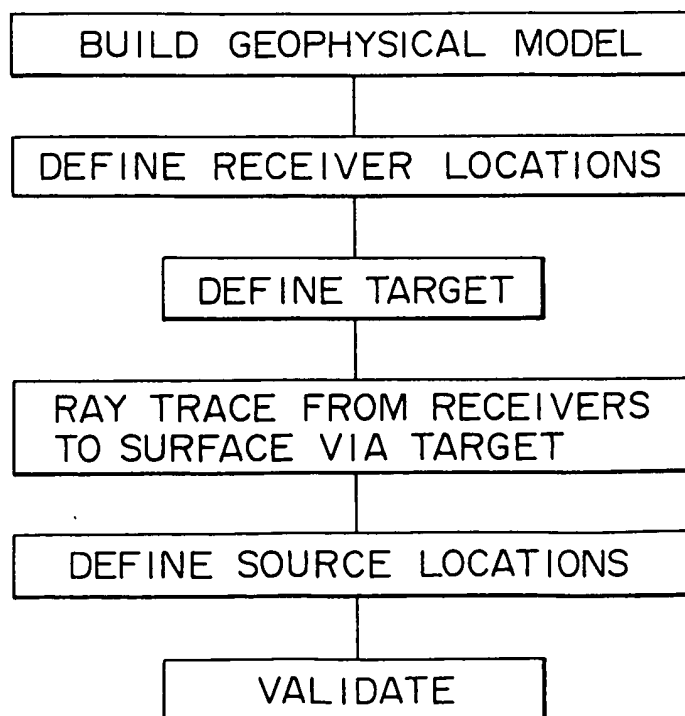 BUILD GEOPHYSICAL MODEL
DEFINE RECEIVER LOCATIONS
DEFINE TARGET
RAY TRACE FROM RECEIVERS
TO SURFACE VIA TARGET
DEFINE SOURCE LOCATIONS
VALIDATE